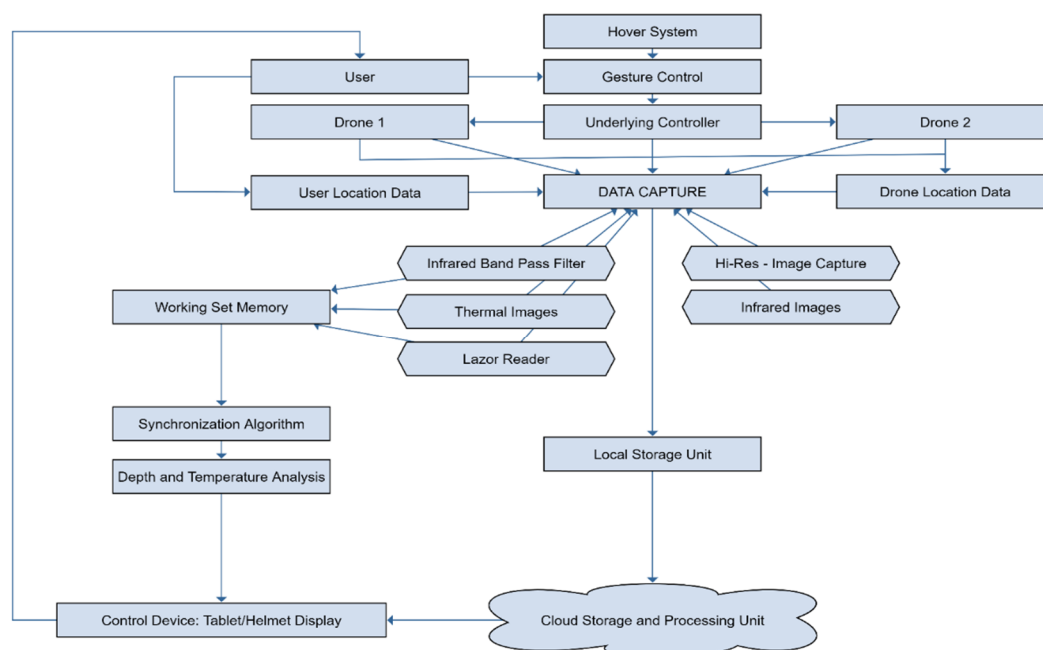 Hover System
User
Gesture Control
Drone 1
Underlying Controller
Drone 2
User Location Data
DATA CAPTURE
Drone Location Data
Infrared Band Pass Filter
Hi-Res - Image Capture
Working Set Memory
Thermal Images
Infrared Images
Lazor Reader
Synchronization Algorithm
Local Storage Unit
Depth and Temperature Analysis
Control Device: Tablet/Helmet Display
Cloud Storage and Processing Unit